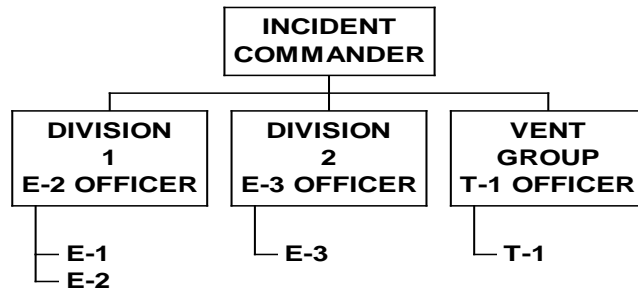 INCIDENT
COMMANDER
DIVISION
1
E-2 OFFICER
DIVISION
2
E-3 OFFICER
VENT
GROUP
T-1 OFFICER
E-1
E-2
E-3
T-1